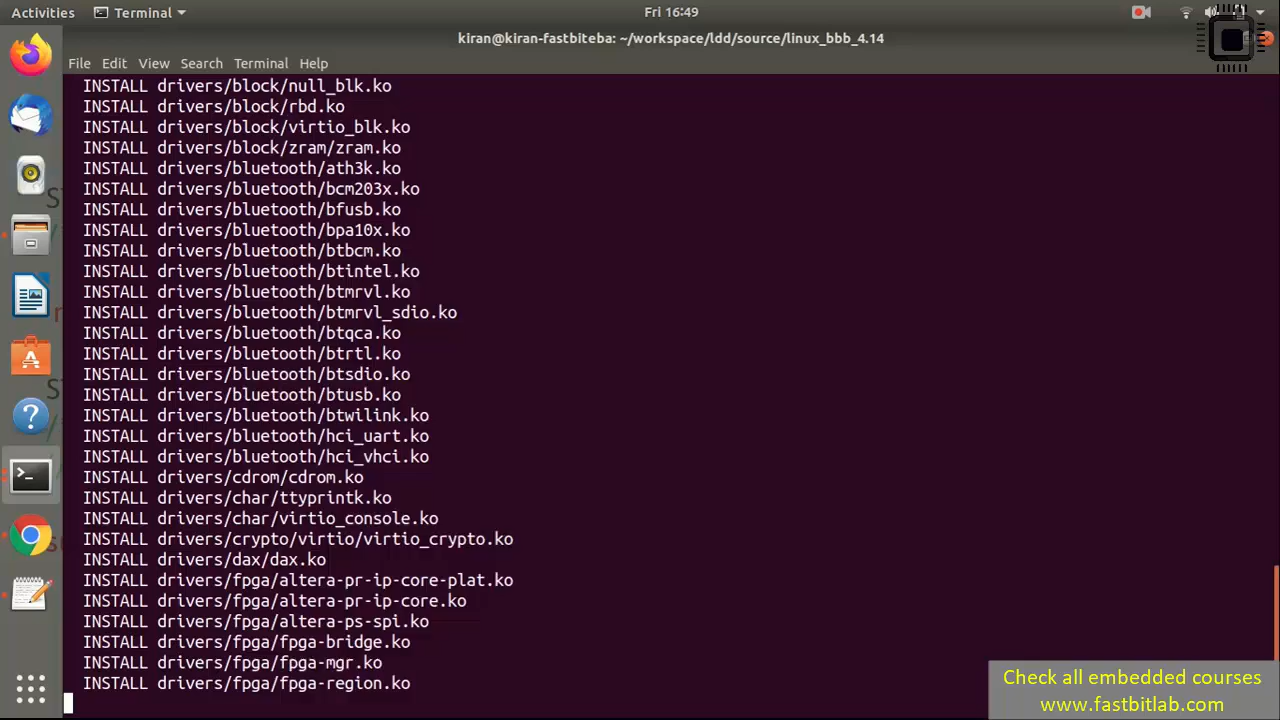 Activities
Terminal
Fri 16:49
kiran@kiran-fastbiteba: ~/workspace/ldd/source/linux_bbb_4.14
File Edit View Search Terminal Help
INSTALL drivers/block/null_blk.ko
INSTALL drivers/block/rbd.ko
INSTALL drivers/block/virtio_blk.ko
INSTALL drivers/block/zram/zram.ko
INSTALL drivers/bluetooth/ath3k.ko
INSTALL drivers/bluetooth/bcm203x.ko
INSTALL drivers/bluetooth/bfusb.ko
INSTALL drivers/bluetooth/bpa10x.ko
INSTALL drivers/bluetooth/btbcm.ko
INSTALL drivers/bluetooth/btintel.ko
INSTALL drivers/bluetooth/btmrvl.ko
INSTALL drivers/bluetooth/btmrvl_sdio.ko
INSTALL drivers/bluetooth/btqca.ko
INSTALL drivers/bluetooth/btrtl.ko
INSTALL drivers/bluetooth/btsdio.ko
INSTALL drivers/bluetooth/btusb.ko
INSTALL drivers/bluetooth/btwilink.ko
INSTALL drivers/bluetooth/hci_uart.ko
INSTALL drivers/bluetooth/hci_vhci.ko
INSTALL drivers/cdrom/cdrom.ko
INSTALL drivers/char/ttyprintk.ko
INSTALL drivers/char/virtio_console.ko
INSTALL drivers/crypto/virtio/virtio_crypto.ko
INSTALL drivers/dax/dax.ko
INSTALL drivers/fpga/altera-pr-ip-core-plat.ko
INSTALL drivers/fpga/altera-pr-ip-core.ko
INSTALL drivers/fpga/altera-ps-spi.ko
INSTALL drivers/fpga/fpga-bridge.ko
INSTALL drivers/fpga/fpga-mgr.ko
INSTALL drivers/fpga/fpga-region.ko
Check all embedded courses
www.fastbitlab.com